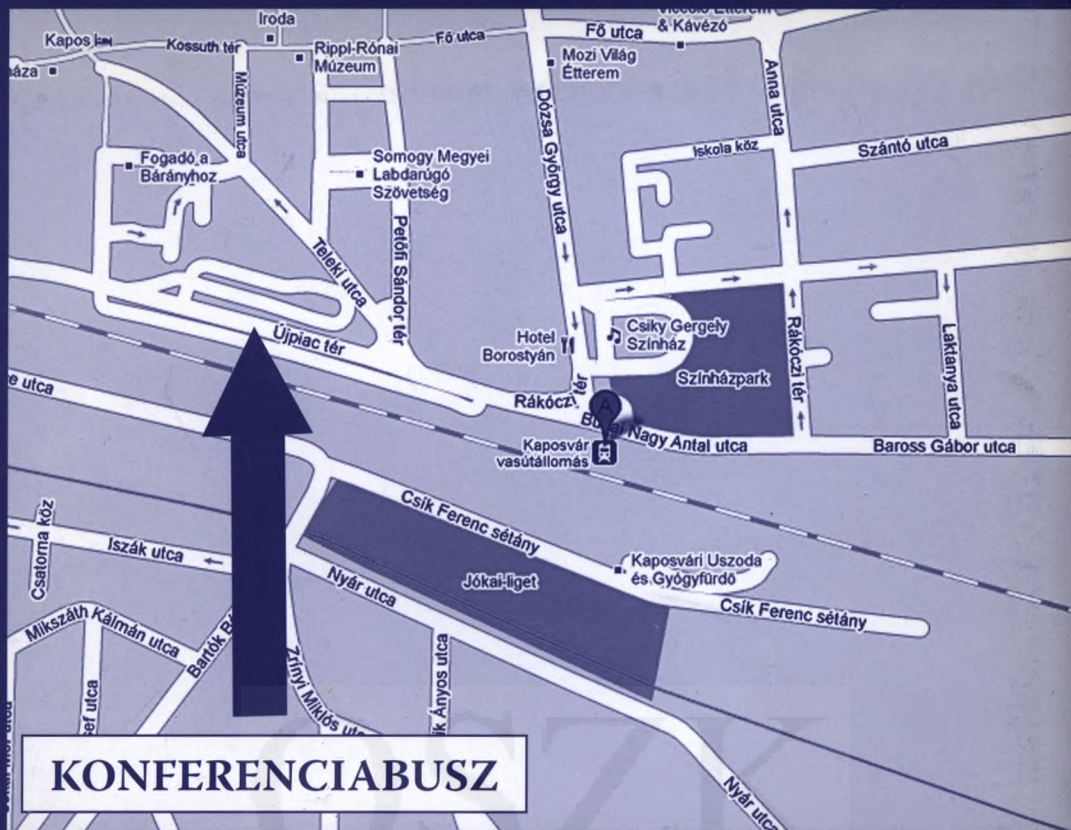 Iroda
Kapos
Kossuth tér
Rippl-Rónai
Múzeum
Fő utca
Fő utca
& Kávézó
Mozi Világ
Étterem
Múzeum utca
Dózsa György utca
Anna utca
Iskola köz
Szántó utca
Fogadó a
Bárányhoz
Somogy Megyei
Labdarúgó
Szövetség
Teleki utca
Petőfi Sándor tér
Újpiac tér
Hotel
Borostyán
Csiky Gergely
Színház
Színházpark
Rákóczi tér
Laktanya utca
Rákóczi tér
A
Nagy Antal utca
Baross Gábor utca
Kaposvár
vasútállomás
Csík Ferenc sétány
Csatorna köz
Iszák utca
Nyár utca
Jókai-liget
Kaposvári Uszoda
és Gyógyfürdő
Csík Ferenc sétány
Mikszáth Kálmán utca
Bartók
Zrínyi Miklós
Ányos utca
utca
Nyár utca
KONFERENCIABUSZ
OSZK